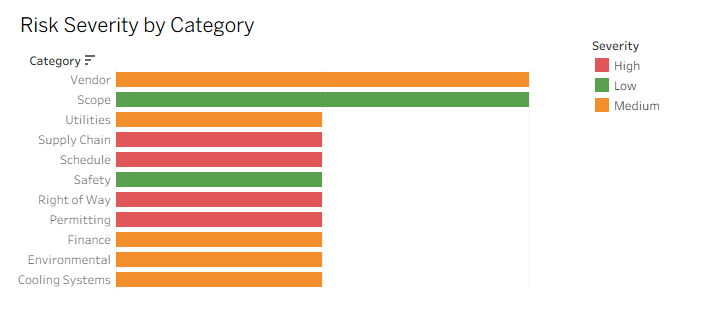 Risk Severity by Category
Severity
High
Low
Medium
Category
Vendor
Scope
Utilities
Supply Chain
Schedule
Safety
Right of Way
Permitting
Finance
Environmental
Cooling Systems